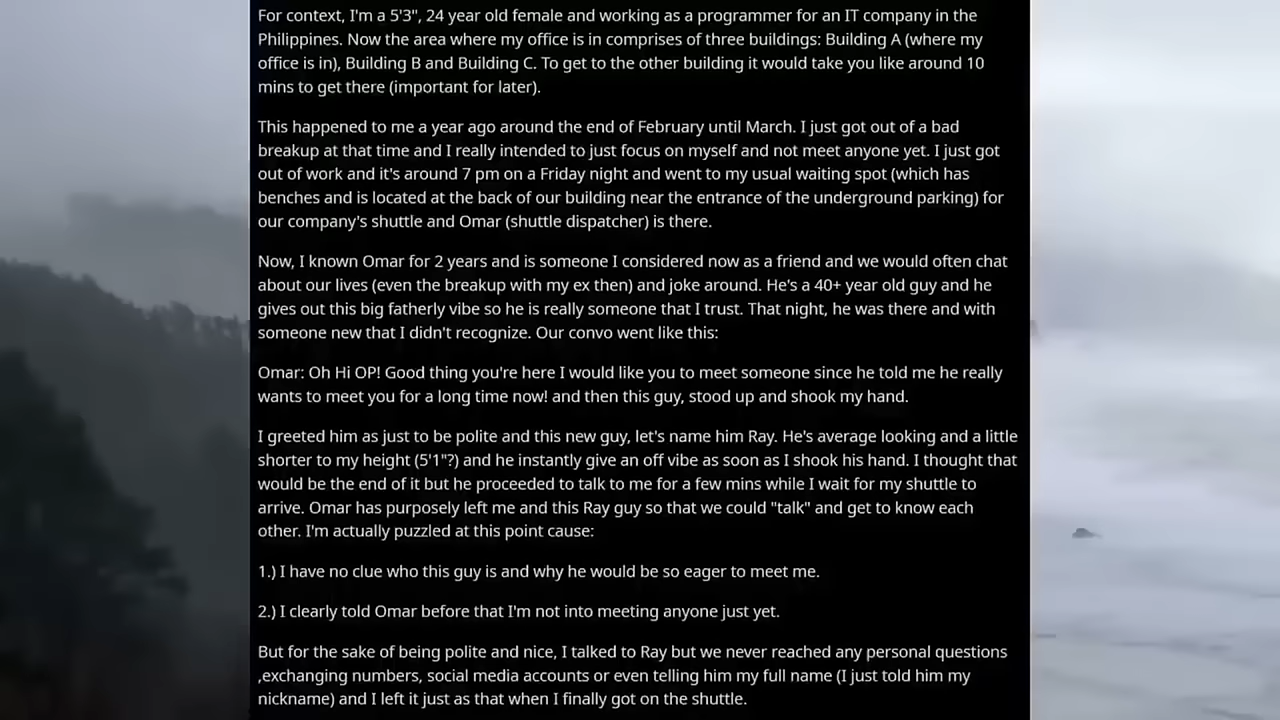 For context, I'm a 5'3", 24 year old female and working as a programmer for an IT company in the
Philippines. Now the area where my office is in comprises of three buildings: Building A (where my
office is in), Building B and Building C. To get to the other building it would take you like around 10
mins to get there (important for later).
This happened to me a year ago around the end of February until March. I just got out of a bad
breakup at that time and I really intended to just focus on myself and not meet anyone yet. I just got
out of work and it's around 7 pm on a Friday night and went to my usual waiting spot (which has
benches and is located at the back of our building near the entrance of the underground parking) for
our company's shuttle and Omar (shuttle dispatcher) is there.
Now, I known Omar for 2 years and is someone I considered now as a friend and we would often chat
about our lives (even the breakup with my ex then) and joke around. He's a 40+ year old guy and he
gives out this big fatherly vibe so he is really someone that I trust. That night, he was there and with
someone new that I didn't recognize. Our convo went like this:
Omar: Oh Hi OP! Good thing you're here I would like you to meet someone since he told me he really
wants to meet you for a long time now! and then this guy, stood up and shook my hand.
I greeted him as just to be polite and this new guy, let's name him Ray. He's average looking and a little
shorter to my height (5'1"?) and he instantly give an off vibe as soon as I shook his hand. I thought that
would be the end of it but he proceeded to talk to me for a few mins while I wait for my shuttle to
arrive. Omar has purposely left me and this Ray guy so that we could "talk" and get to know each
other. I'm actually puzzled at this point cause:
1.) I have no clue who this guy is and why he would be so eager to meet me.
2.) I clearly told Omar before that I'm not into meeting anyone just yet.
But for the sake of being polite and nice, I talked to Ray but we never reached any personal questions
,exchanging numbers, social media accounts or even telling him my full name (I just told him my
nickname) and I left it just as that when I finally got on the shuttle.